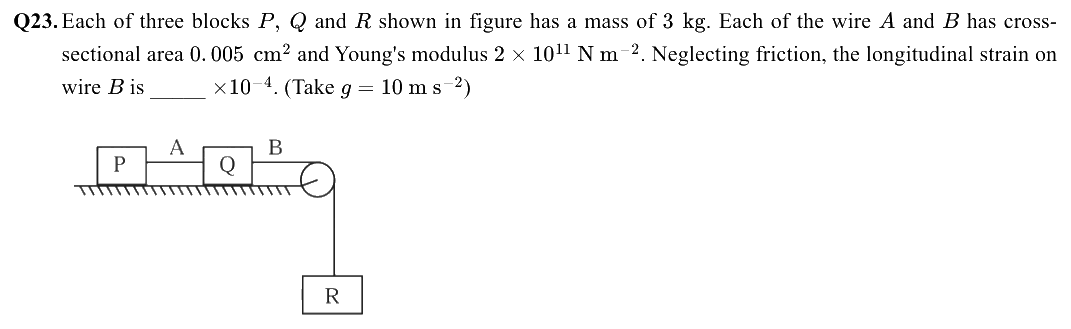 Q23. Each of three blocks P, Q and R shown in figure has a mass of 3 kg. Each of the wire A and B has cross-
sectional area 0.005 cm² and Young's modulus 2 × 10¹¹ N m⁻². Neglecting friction, the longitudinal strain on
wire B is _____ ×10⁻⁴. (Take g = 10 m s⁻²)
A B
P Q
R